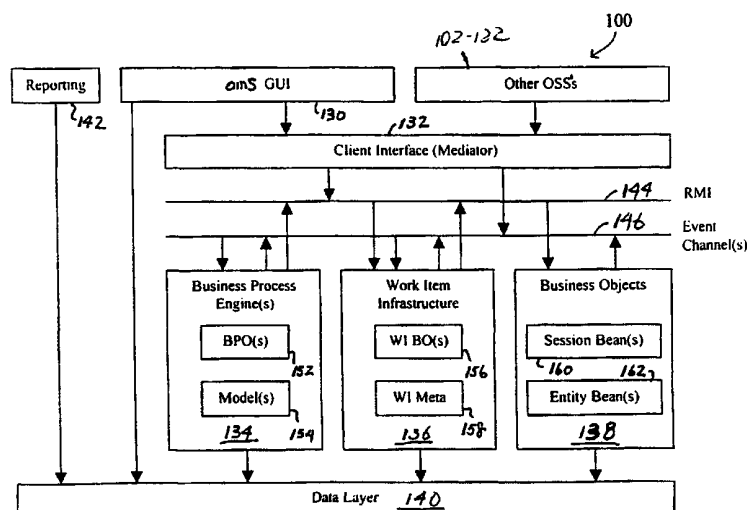 100
102-132
Reporting
OMS GUI
Other OSS's
142
130
132
Client Interface (Mediator)
144
RMI
146
Event
Channel(s)
Business Process
Engine(s)
Work Item
Infrastructure
Business Objects
BPO(s)
WI BO(s)
Session Bean(s)
152
156
160
162
Model(s)
WI Meta
Entity Bean(s)
154
158
134
136
138
Data Layer
140